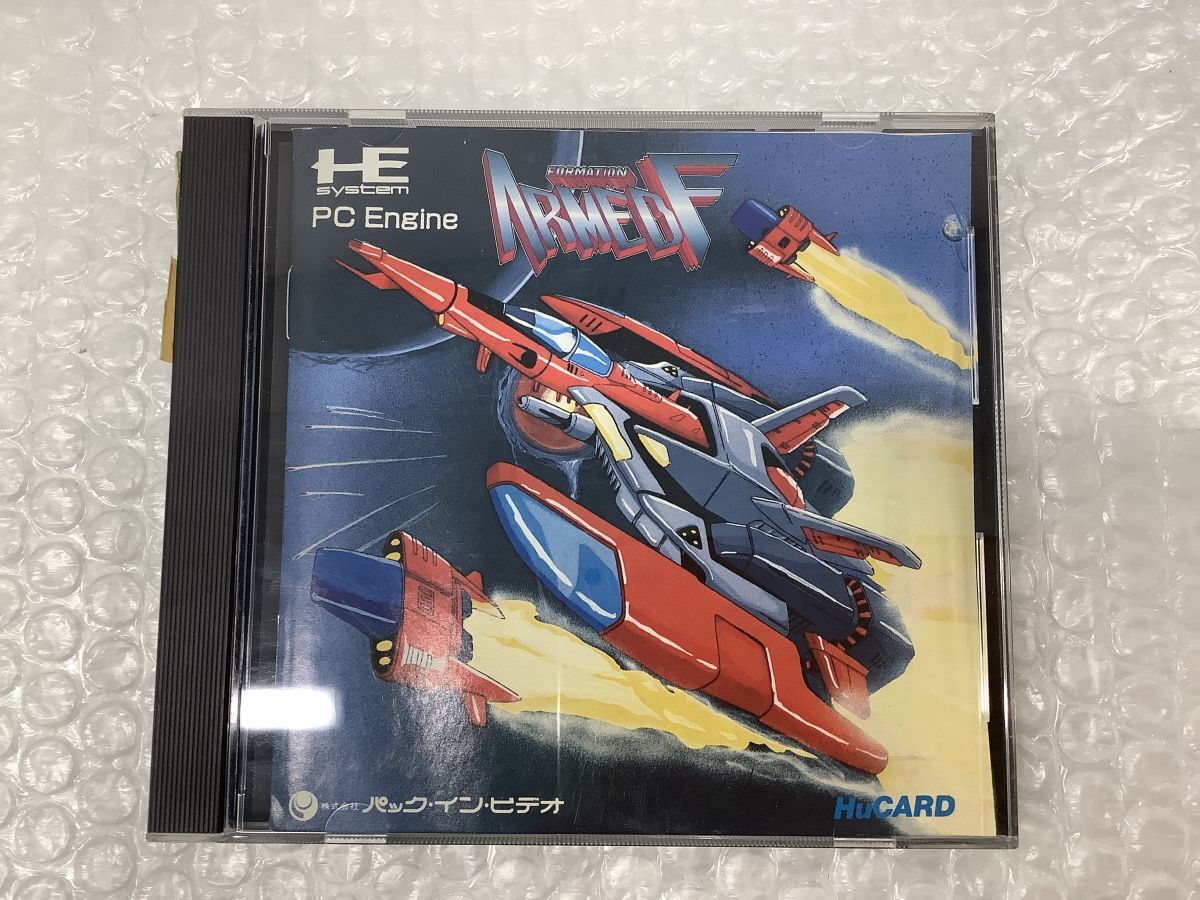 HE
system
PC Engine
FORMATION
ARMED F
株式会社 パック・イン・ビデオ
HuCARD